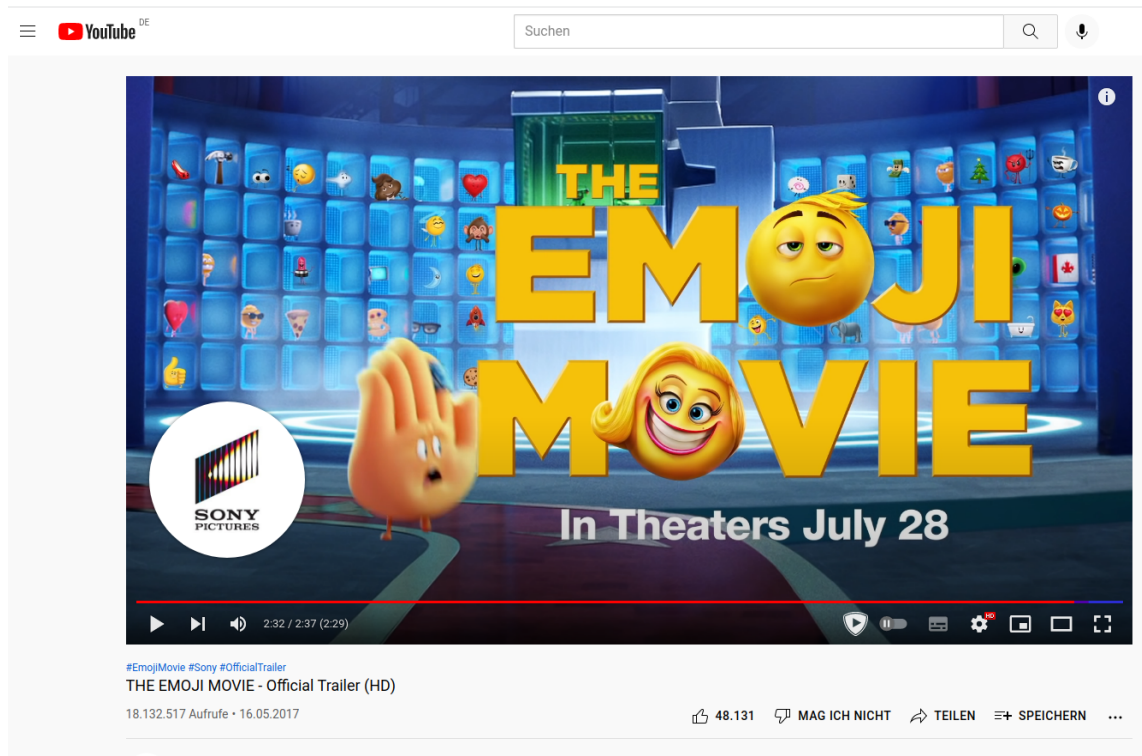 YouTube DE
Suchen
THE
EMOJI
MOVIE
SONY
PICTURES
In Theaters July 28
2:32 / 2:37 (2:29)
HD
#EmojiMovie #Sony #OfficialTrailer
THE EMOJI MOVIE - Official Trailer (HD)
18.132.517 Aufrufe • 16.05.2017
48.131 MAG ICH NICHT TEILEN SPEICHERN